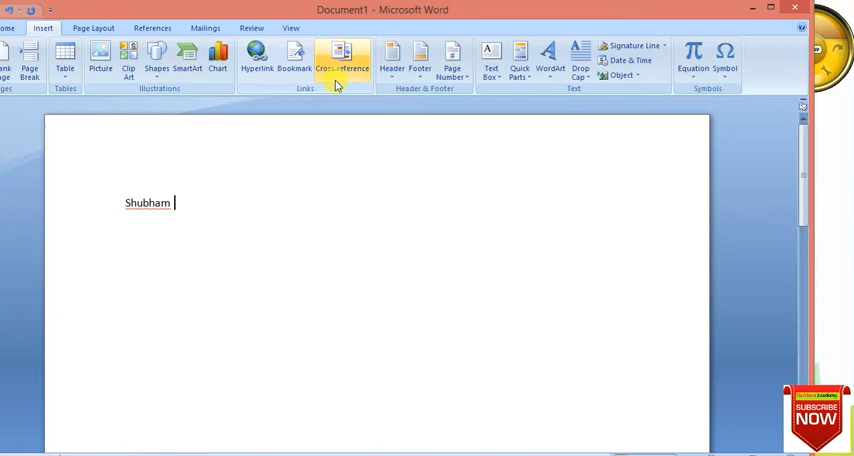 Document1 - Microsoft Word
Insert Page Layout References Mailings Review View
Page Break
Table
Picture
Clip Art
Shapes
SmartArt
Chart
Hyperlink
Bookmark
Cross-reference
Header
Footer
Page Number
Text Box
Quick Parts
WordArt
Drop Cap
Signature Line
Date & Time
Object
Equation
Symbol
Tables
Illustrations
Links
Header & Footer
Text
Symbols
Shubham
SUBSCRIBE
NOW